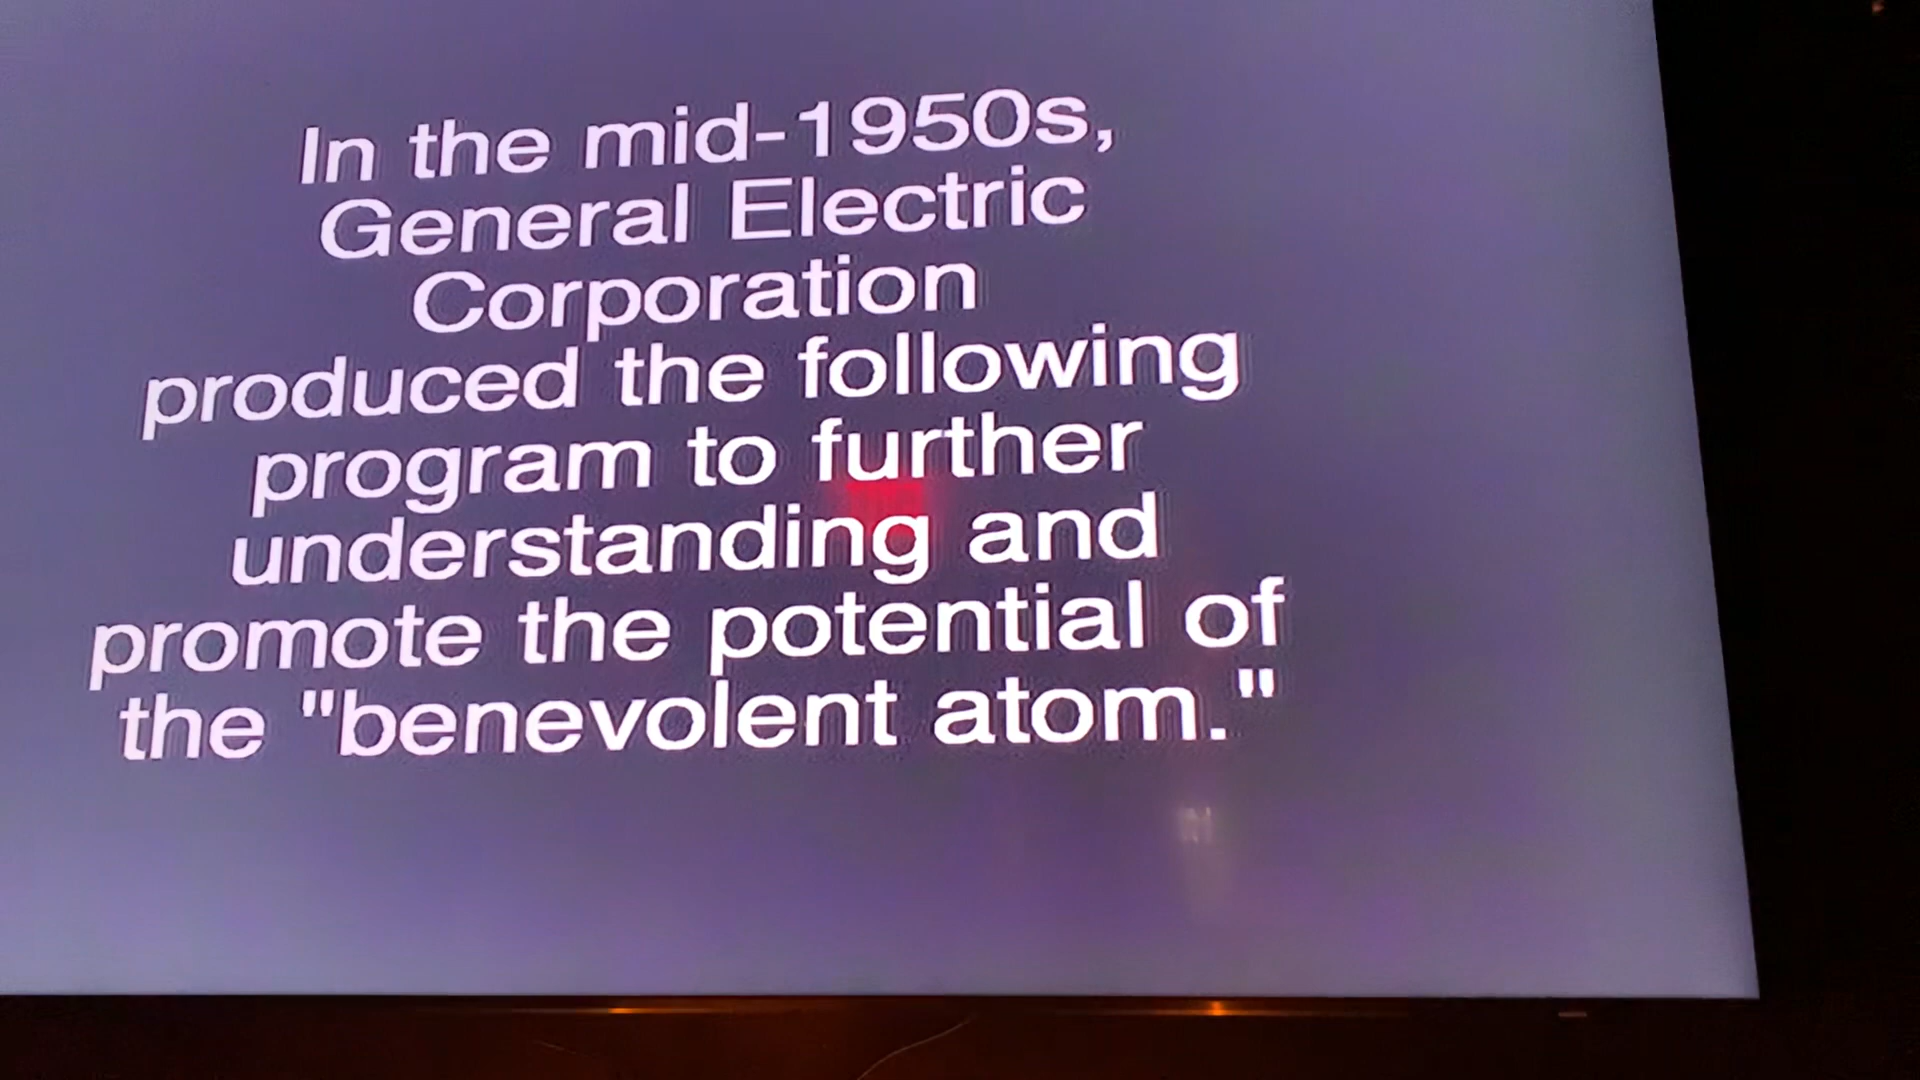 In the mid-1950s,
General Electric
Corporation
produced the following
program to further
understanding and
promote the potential of
the "benevolent atom."